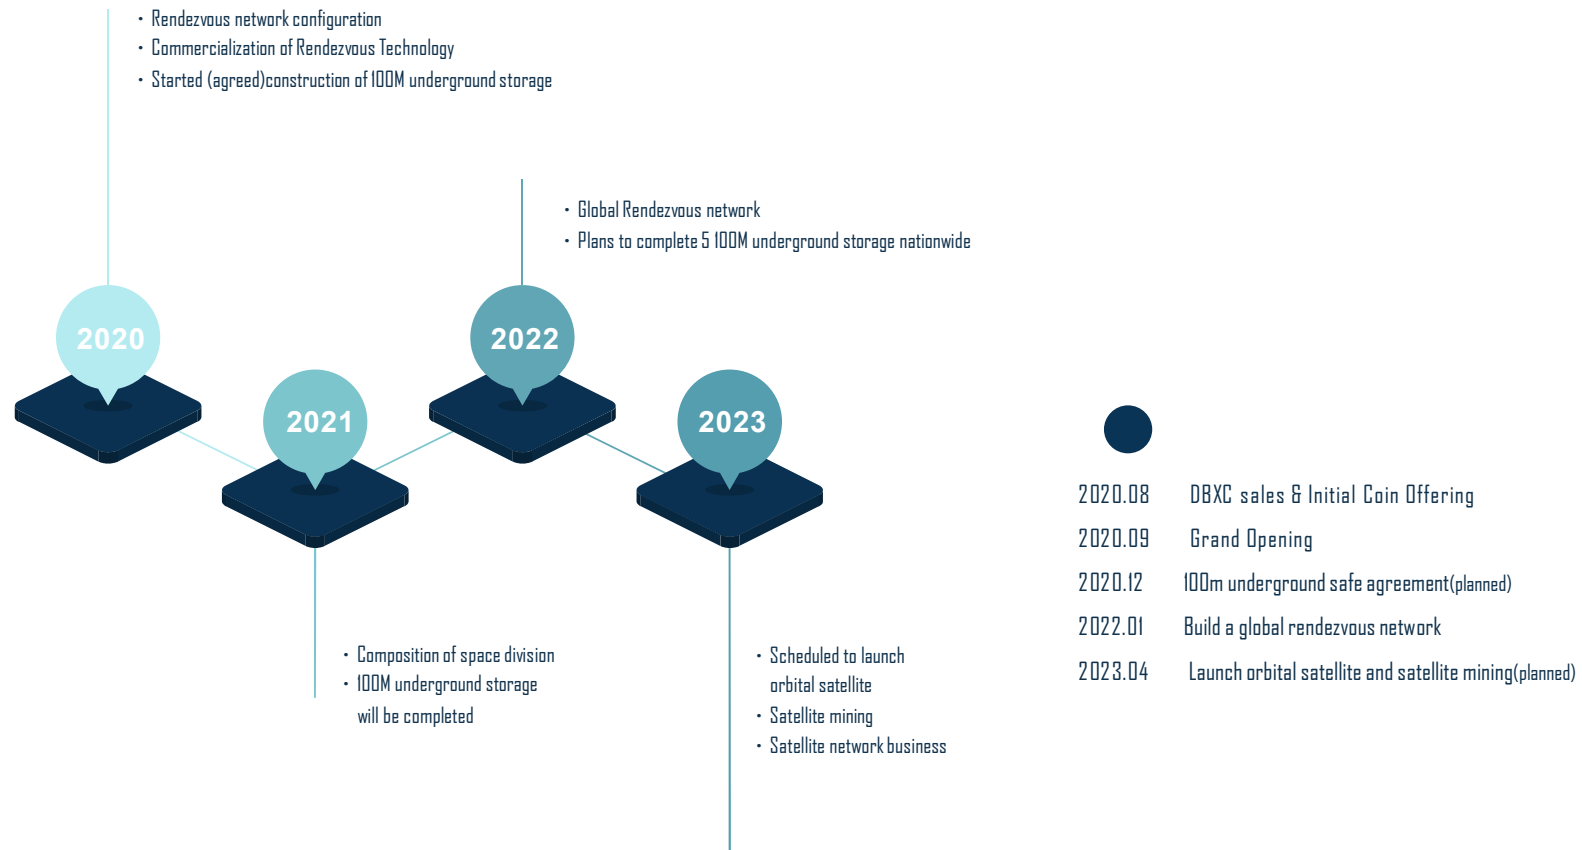 • Rendezvous network configuration
• Commercialization of Rendezvous Technology
• Started (agreed)construction of 100M underground storage
• Global Rendezvous network
• Plans to complete 5 100M underground storage nationwide
2020
2022
2021
2023
• Composition of space division
• 100M underground storage
will be completed
• Scheduled to launch
orbital satellite
• Satellite mining
• Satellite network business
2020.08 DBXC sales & Initial Coin Offering
2020.09 Grand Opening
2020.12 100m underground safe agreement(planned)
2022.01 Build a global rendezvous network
2023.04 Launch orbital satellite and satellite mining(planned)